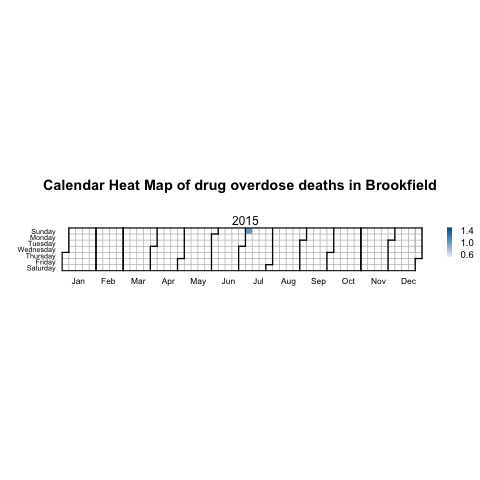 Calendar Heat Map of drug overdose deaths in Brookfield
2015
Sunday
Monday
Tuesday
Wednesday
Thursday
Friday
Saturday
Jan Feb Mar Apr May Jun Jul Aug Sep Oct Nov Dec
1.4
1.0
0.6